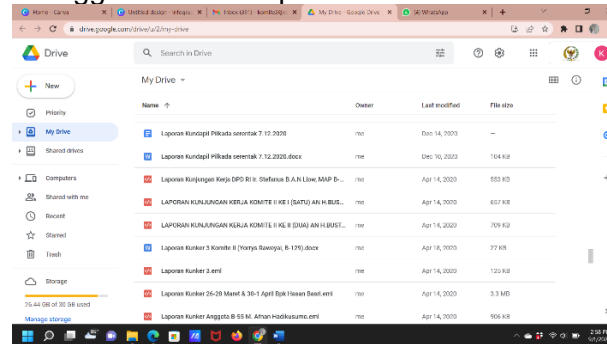 Home - Canva
Untitled design - Infograp
My Drive - Google Drive
(4) WhatsApp
drive.google.com/drive/u/2/my-drive
Drive
Search in Drive
New
My Drive
Name ↑ Owner Last modified File size
Priority
My Drive
Shared drives
Computers
Shared with me
Recent
Starred
Trash
Storage
26.44 GB of 30 GB used
Manage storage
Laporan Kundapil Pilkada serentak 7.12.2020 me Dec 14, 2020 —
Laporan Kundapil Pilkada serentak 7.12.2020.docx me Dec 10, 2020 104 KB
Laporan Kunjungan Kerja DPD RI Ir. Stefanus B.A.N Liow, MAP B-... me Apr 14, 2020 553 KB
LAPORAN KUNJUNGAN KERJA KOMITE II KE I (SATU) AN H.BUS... me Apr 14, 2020 657 KB
LAPORAN KUNJUNGAN KERJA KOMITE II KE II (DUA) AN H.BUST... me Apr 14, 2020 709 KB
Laporan Kunker 3 Komite II (Yorrys Raweyai, B-129).docx me Apr 18, 2020 27 KB
Laporan Kunker 3.eml me Apr 14, 2020 125 KB
Laporan Kunker 26-29 Maret & 30-1 April Bpk Hasan Basri.eml me Apr 14, 2020 3.3 MB
Laporan Kunker Anggota B-55 M. Afnan Hadikusumo.eml me Apr 14, 2020 906 KB
2:58 PM